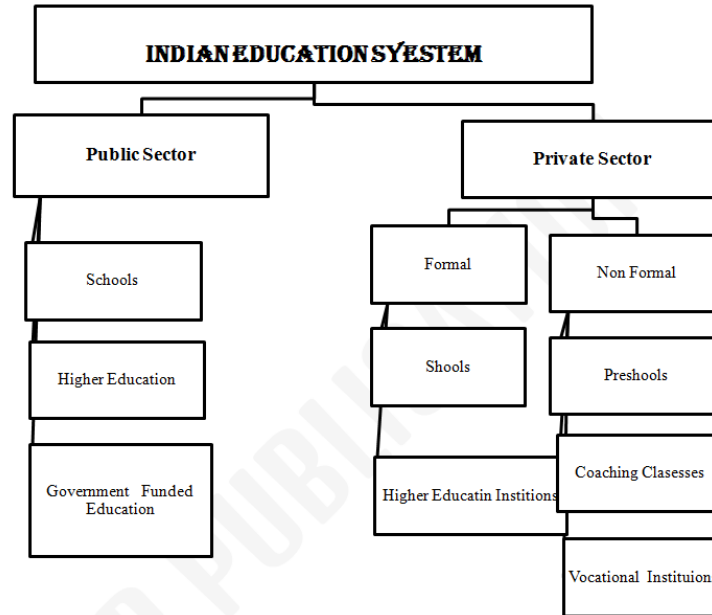 INDIAN EDUCATION SYESTEM
Public Sector
Private Sector
Schools
Higher Education
Government Funded
Education
Formal
Non Formal
Shools
Preshools
Higher Educatin Institions
Coaching Clasesses
Vocational Instituion